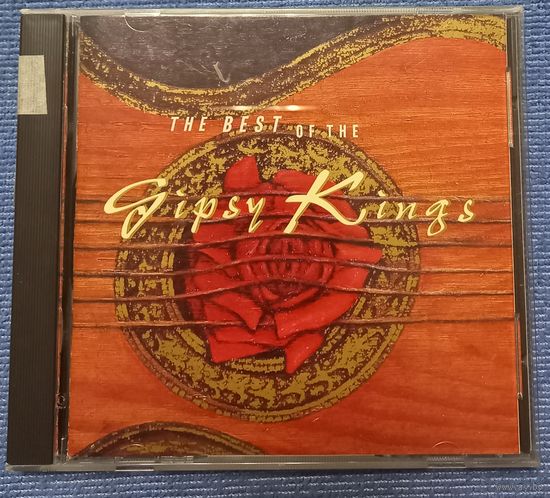 THE BEST OF THE
Gipsy Kings